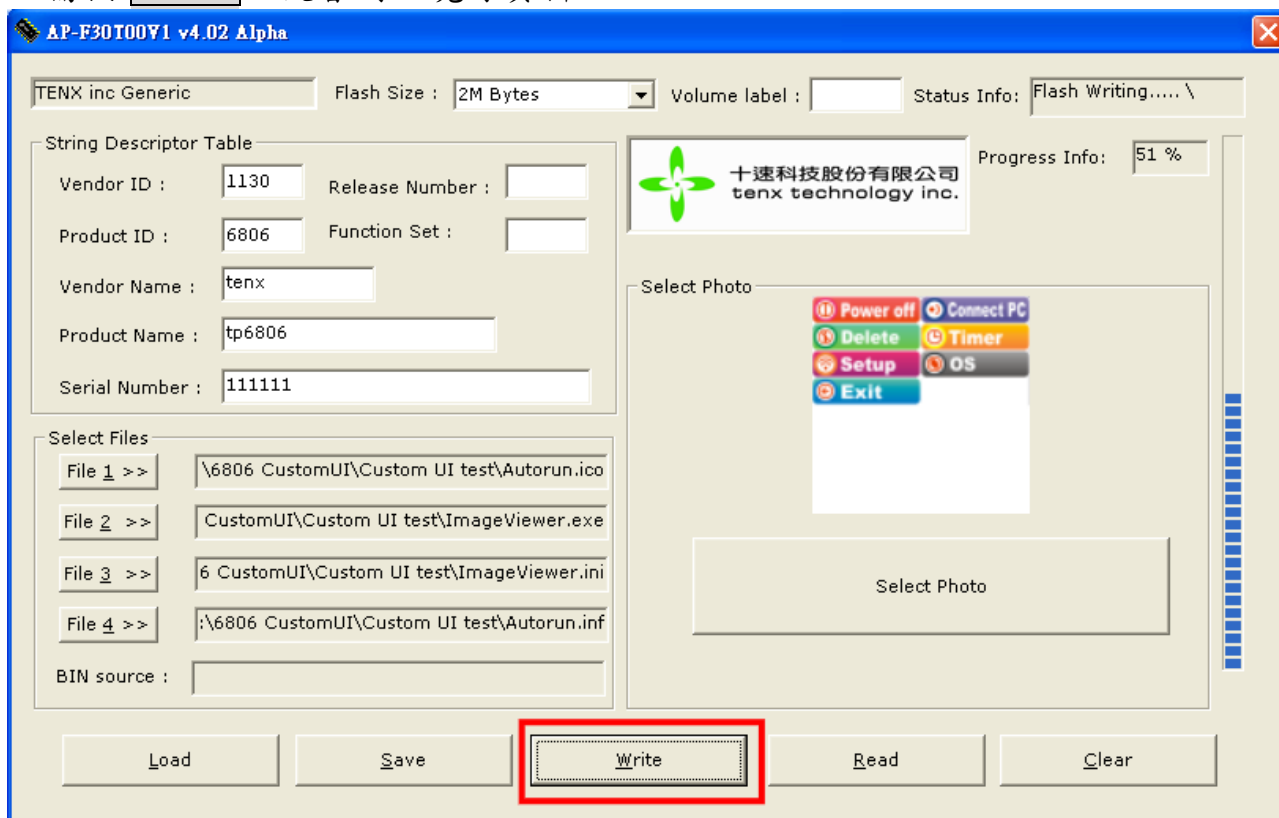 AP-F30T00V1 v4.02 Alpha
TENX inc Generic
Flash Size :
2M Bytes
Volume label :
Status Info:
Flash Writing..... \
String Descriptor Table
Vendor ID :
1130
Release Number :
Product ID :
6806
Function Set :
Vendor Name :
tenx
Product Name :
tp6806
Serial Number :
111111
十速科技股份有限公司
tenx technology inc.
Progress Info:
51 %
Select Photo
Power off
Connect PC
Delete
Timer
Setup
OS
Exit
Select Photo
Select Files
File 1 >>
\6806 CustomUI\Custom UI test\Autorun.ico
File 2 >>
CustomUI\Custom UI test\ImageViewer.exe
File 3 >>
6 CustomUI\Custom UI test\ImageViewer.ini
File 4 >>
:\6806 CustomUI\Custom UI test\Autorun.inf
BIN source :
Load
Save
Write
Read
Clear